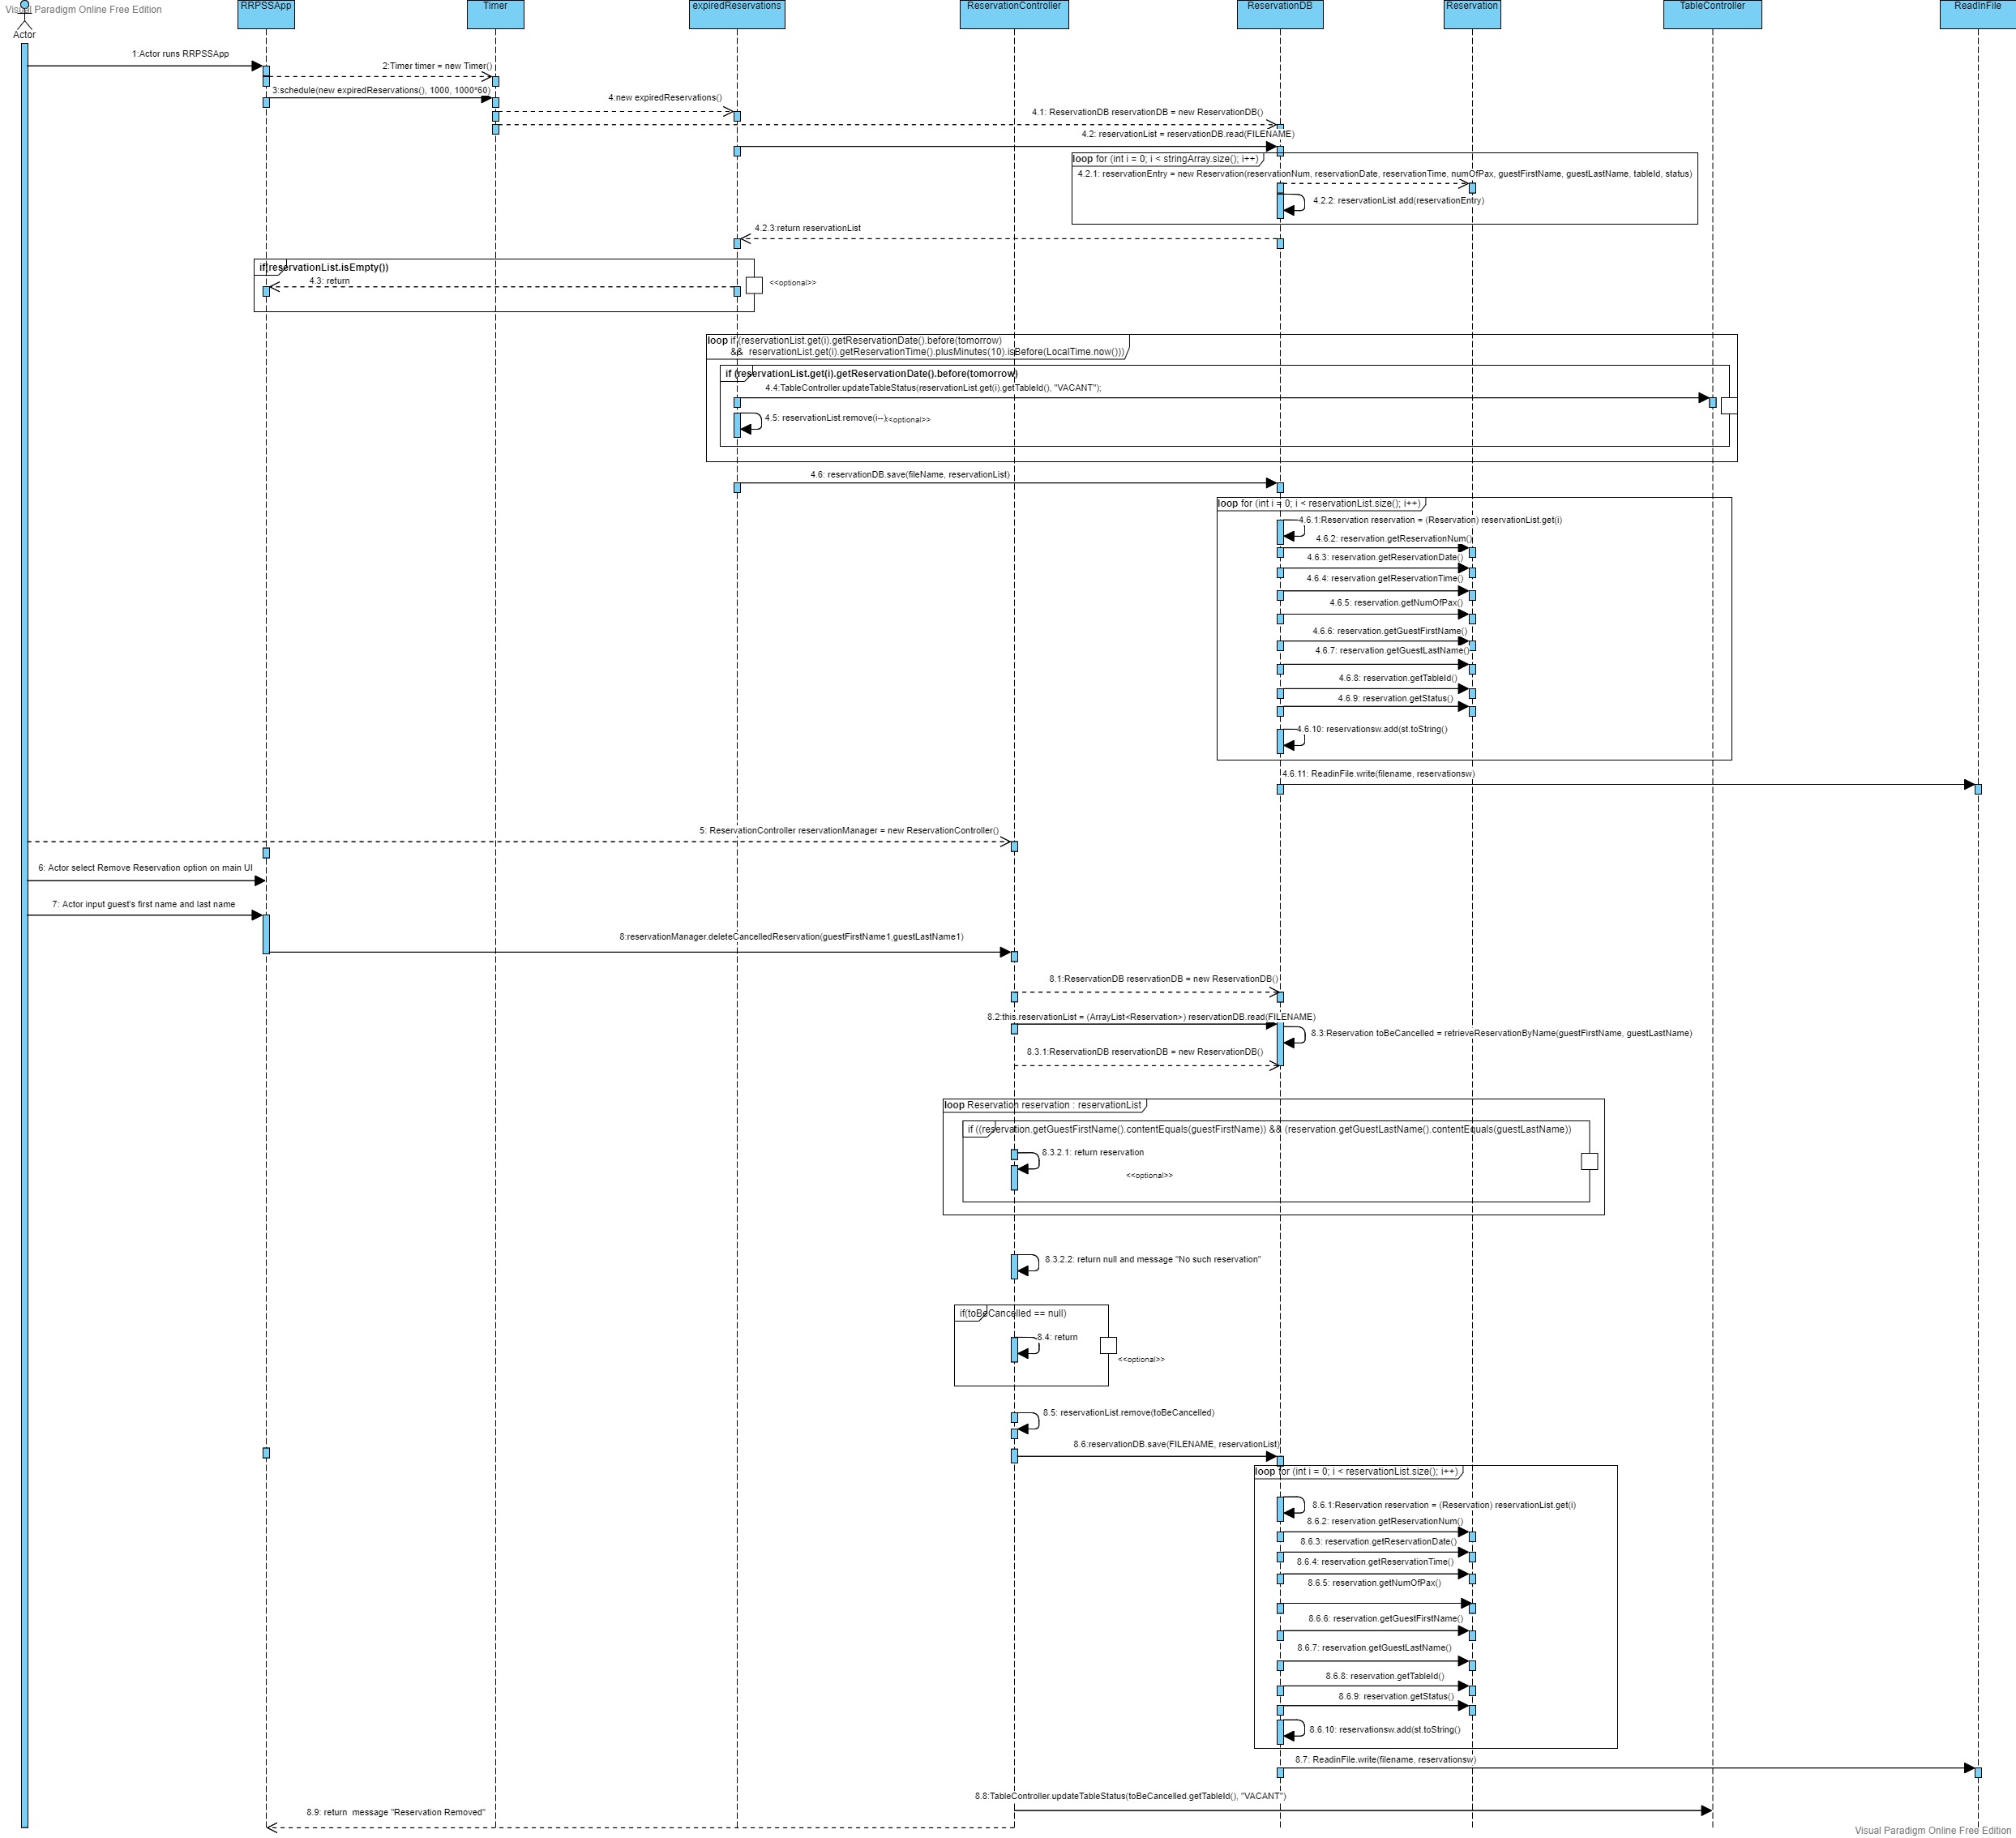 Visual Paradigm Online Free Edition
Actor
RRPSSApp
Timer
expiredReservations
ReservationController
ReservationDB
Reservation
TableController
ReadInFile
1:Actor runs RRPSSApp
2:Timer timer = new Timer()
3:schedule(new expiredReservations(), 1000, 1000*60)
4:new expiredReservations()
4.1: ReservationDB reservationDB = new ReservationDB()
4.2: reservationList = reservationDB.read(FILENAME)
loop for (int i = 0; i < stringArray.size(); i++)
4.2.1: reservationEntry = new Reservation(reservationNum, reservationDate, reservationTime, numOfPax, guestFirstName, guestLastName, tableId, status)
4.2.2: reservationList.add(reservationEntry)
4.2.3:return reservationList
if(reservationList.isEmpty())
4.3: return
<<optional>>
loop if (reservationList.get(i).getReservationDate().before(tomorrow)
&& reservationList.get(i).getReservationTime().plusMinutes(10).isBefore(LocalTime.now()))
if (reservationList.get(i).getReservationDate().before(tomorrow)
4.4:TableController.updateTableStatus(reservationList.get(i).getTableId(), "VACANT");
4.5: reservationList.remove(i--);
<<optional>>
4.6: reservationDB.save(fileName, reservationList)
loop for (int i = 0; i < reservationList.size(); i++)
4.6.1:Reservation reservation = (Reservation) reservationList.get(i)
4.6.2: reservation.getReservationNum()
4.6.3: reservation.getReservationDate()
4.6.4: reservation.getReservationTime()
4.6.5: reservation.getNumOfPax()
4.6.6: reservation.getGuestFirstName()
4.6.7: reservation.getGuestLastName()
4.6.8: reservation.getTableId()
4.6.9: reservation.getStatus()
4.6.10: reservationsw.add(st.toString()
4.6.11: ReadinFile.write(filename, reservationsw)
5: ReservationController reservationManager = new ReservationController()
6: Actor select Remove Reservation option on main UI
7: Actor input guest's first name and last name
8:reservationManager.deleteCancelledReservation(guestFirstName1,guestLastName1)
8.1:ReservationDB reservationDB = new ReservationDB()
8.2:this.reservationList = (ArrayList<Reservation>) reservationDB.read(FILENAME)
8.3:Reservation toBeCancelled = retrieveReservationByName(guestFirstName, guestLastName)
8.3.1:ReservationDB reservationDB = new ReservationDB()
loop Reservation reservation : reservationList
if ((reservation.getGuestFirstName().contentEquals(guestFirstName)) && (reservation.getGuestLastName().contentEquals(guestLastName))
8.3.2.1: return reservation
<<optional>>
8.3.2.2: return null and message "No such reservation"
if(toBeCancelled == null)
8.4: return
<<optional>>
8.5: reservationList.remove(toBeCancelled)
8.6:reservationDB.save(FILENAME, reservationList)
loop for (int i = 0; i < reservationList.size(); i++)
8.6.1:Reservation reservation = (Reservation) reservationList.get(i)
8.6.2: reservation.getReservationNum()
8.6.3: reservation.getReservationDate()
8.6.4: reservation.getReservationTime()
8.6.5: reservation.getNumOfPax()
8.6.6: reservation.getGuestFirstName()
8.6.7: reservation.getGuestLastName()
8.6.8: reservation.getTableId()
8.6.9: reservation.getStatus()
8.6.10: reservationsw.add(st.toString()
8.7: ReadinFile.write(filename, reservationsw)
8.8:TableController.updateTableStatus(toBeCancelled.getTableId(), "VACANT")
8.9: return message "Reservation Removed"
Visual Paradigm Online Free Edition